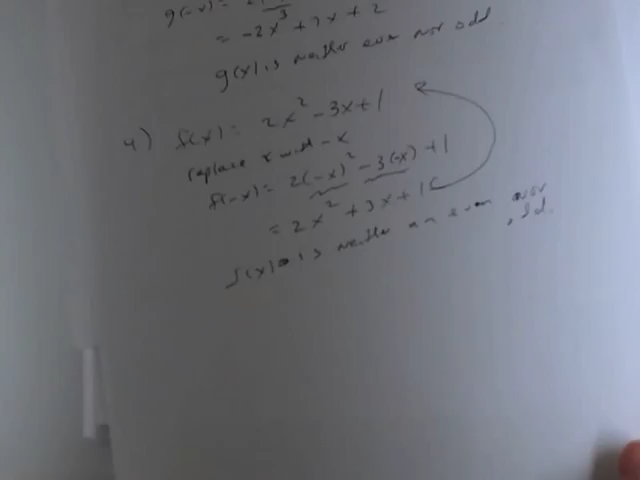 g(-x) =
= -2x³ + 7x + 2
g(x) is neither even nor odd
4) f(x) = 2x² - 3x + 1
replace x with -x
f(-x) = 2(-x)² - 3(-x) + 1
= 2x² + 3x + 1
f(x) is neither even nor
odd.